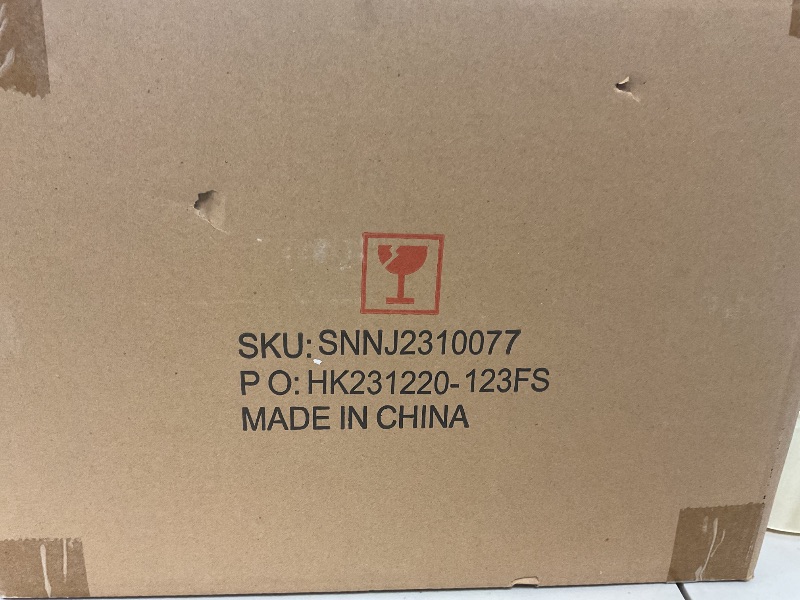 SKU:SNNJ2310077
P O:HK231220-123FS
MADE IN CHINA